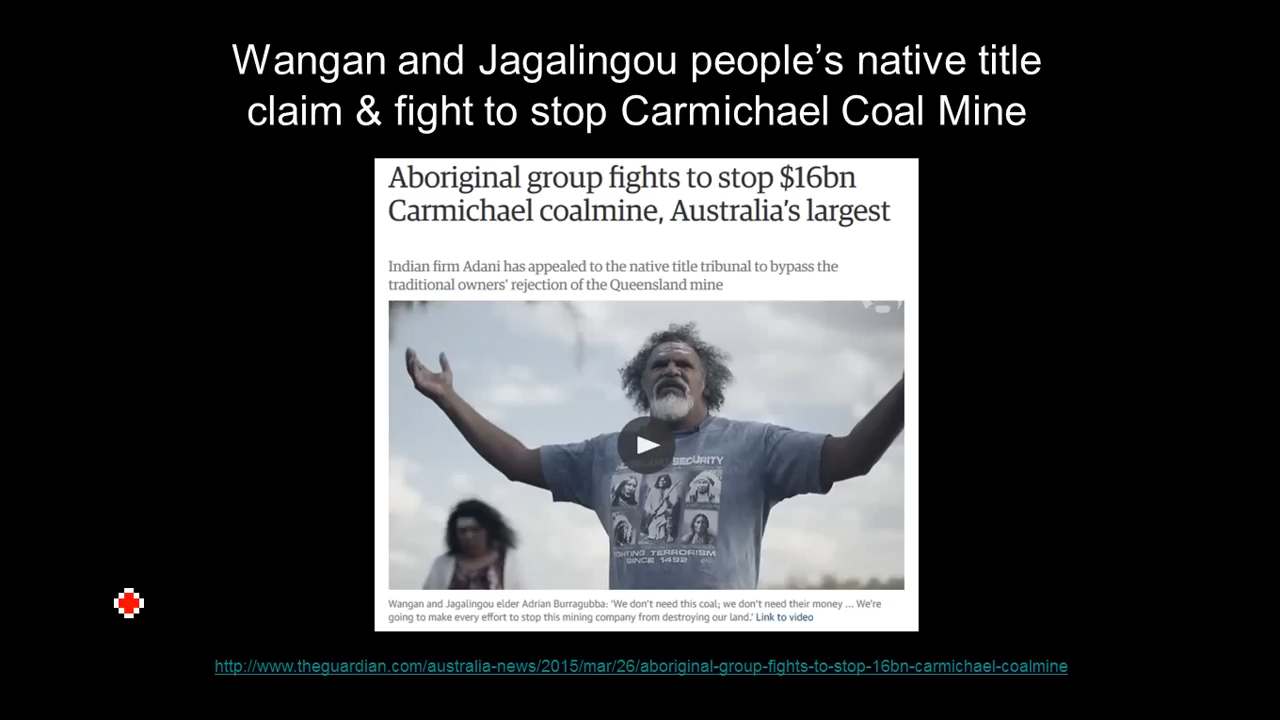 Wangan and Jagalingou people’s native title
claim & fight to stop Carmichael Coal Mine
Aboriginal group fights to stop $16bn
Carmichael coalmine, Australia’s largest
Indian firm Adani has appealed to the native title tribunal to bypass the
traditional owners’ rejection of the Queensland mine
SECURITY
TERRORISM
SINCE 1492
Wangan and Jagalingou elder Adrian Burragubba: ‘We don’t need this coal; we don’t need their money ... We’re
going to make every effort to stop this mining company from destroying our land.’ Link to video
http://www.theguardian.com/australia-news/2015/mar/26/aboriginal-group-fights-to-stop-16bn-carmichael-coalmine